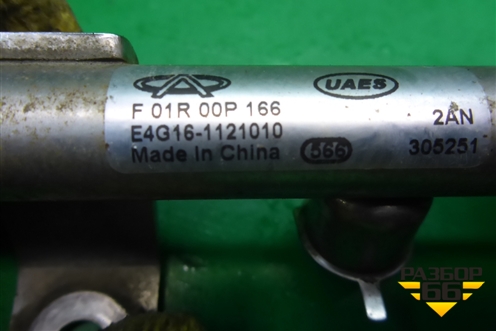 UAES
F 01R 00P 166
E4G16-1121010
2AN
Made In China
566
305251
РАЗБОР
66